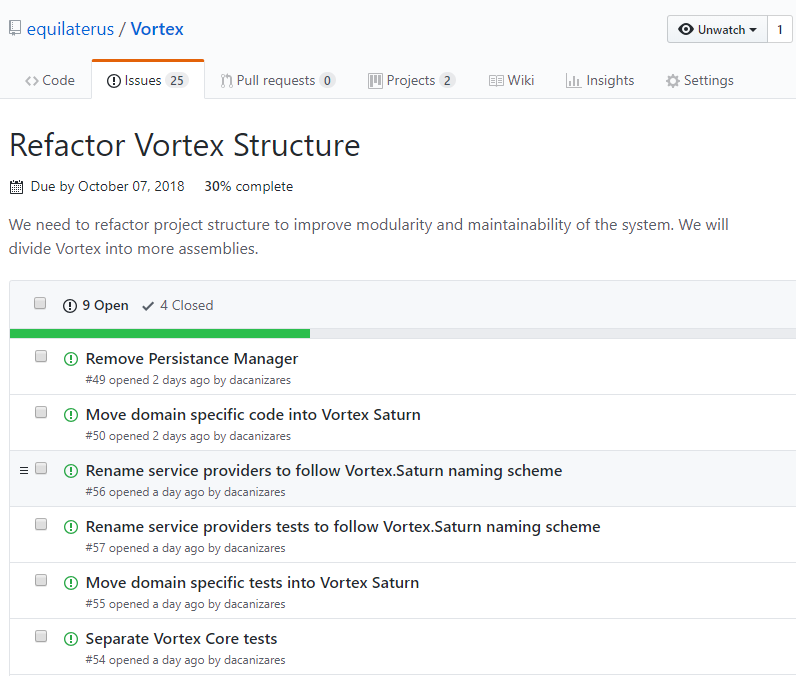 equilaterus / Vortex
Unwatch 1
Code Issues 25 Pull requests 0 Projects 2 Wiki Insights Settings
Refactor Vortex Structure
Due by October 07, 2018 30% complete
We need to refactor project structure to improve modularity and maintainability of the system. We will
divide Vortex into more assemblies.
9 Open 4 Closed
Remove Persistance Manager
#49 opened 2 days ago by dacanizares
Move domain specific code into Vortex Saturn
#50 opened 2 days ago by dacanizares
Rename service providers to follow Vortex.Saturn naming scheme
#56 opened a day ago by dacanizares
Rename service providers tests to follow Vortex.Saturn naming scheme
#57 opened a day ago by dacanizares
Move domain specific tests into Vortex Saturn
#55 opened a day ago by dacanizares
Separate Vortex Core tests
#54 opened a day ago by dacanizares